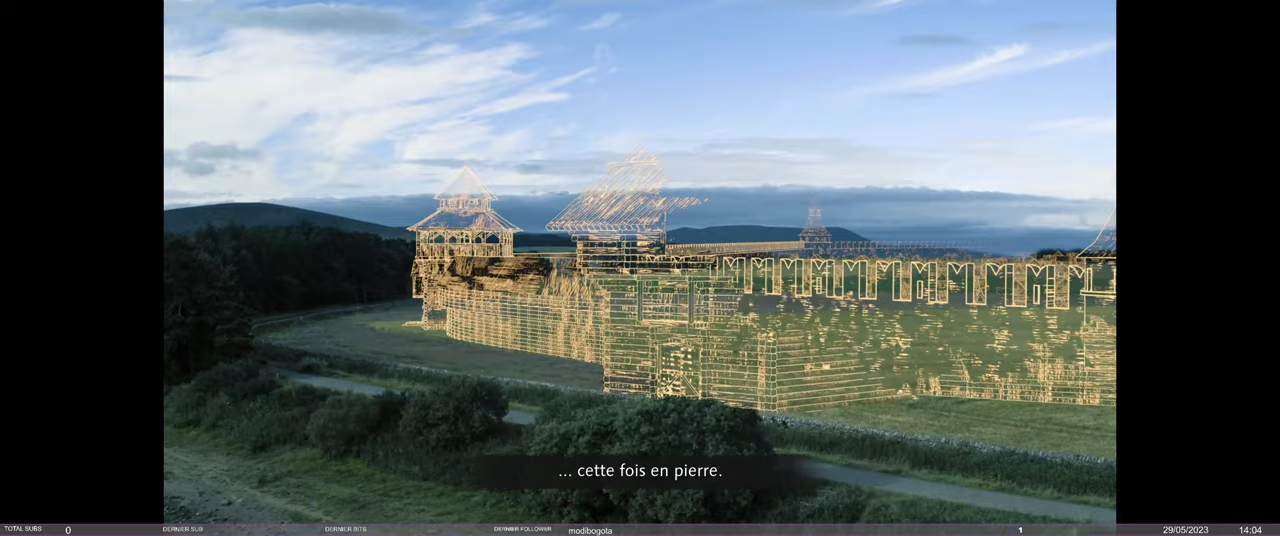 ... cette fois en pierre.
TOTAL SUBS 0 DERNIER SUB DERNIER BITS DERNIER FOLLOWER modibogota 1 29/05/2023 14:04